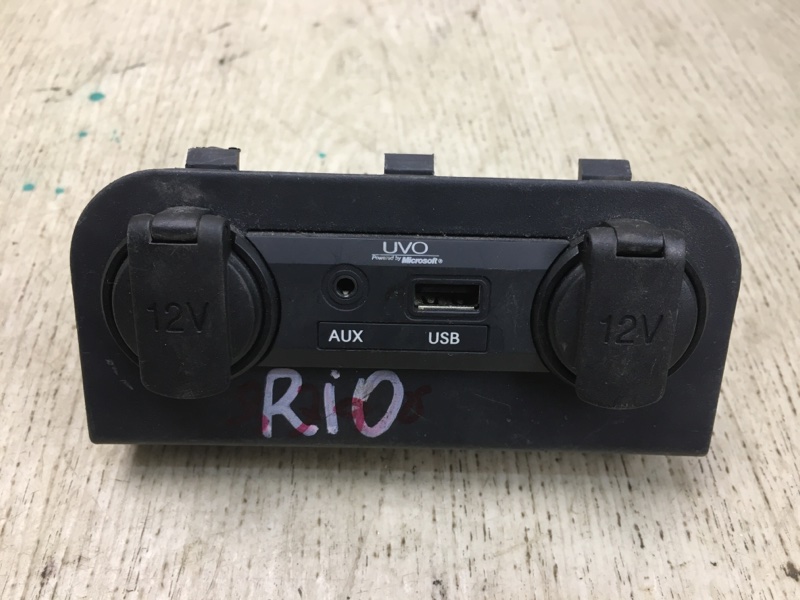 UVO
Powered by Microsoft®
12V
AUX
USB
12V
RiO